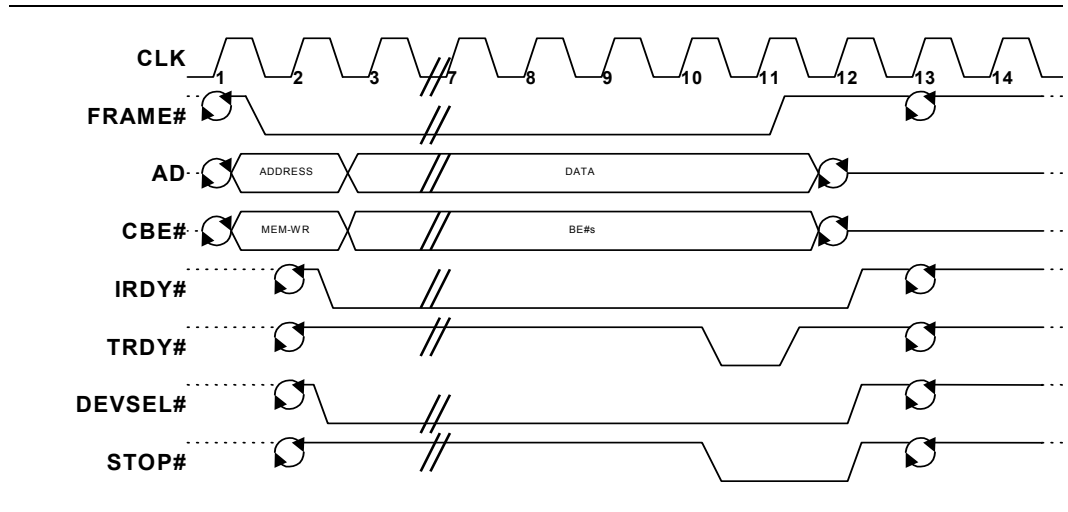 CLK
1 2 3 7 8 9 10 11 12 13 14
FRAME#
AD
ADDRESS DATA
CBE#
MEM-WR BE#s
IRDY#
TRDY#
DEVSEL#
STOP#